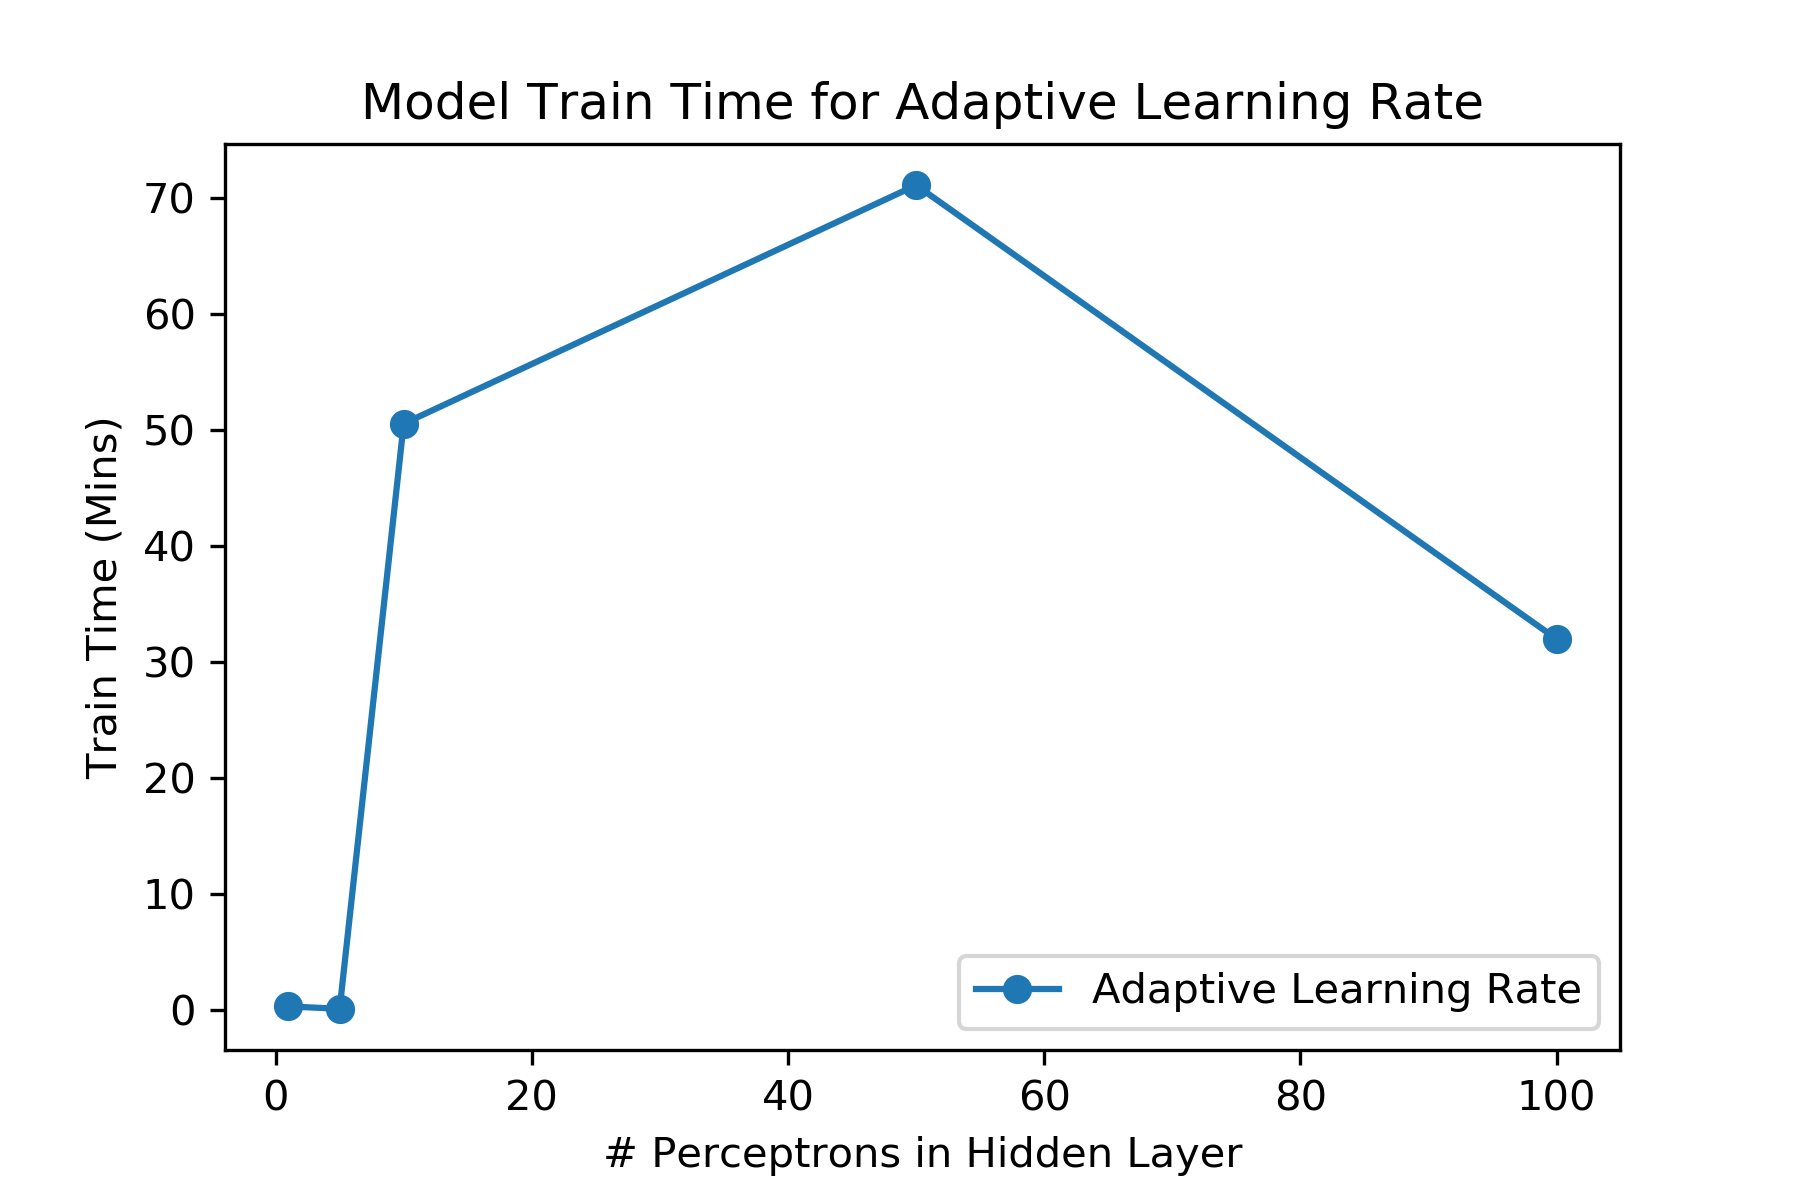 Model Train Time for Adaptive Learning Rate
Train Time (Mins)
70
60
50
40
30
20
10
0
Adaptive Learning Rate
0 20 40 60 80 100
# Perceptrons in Hidden Layer